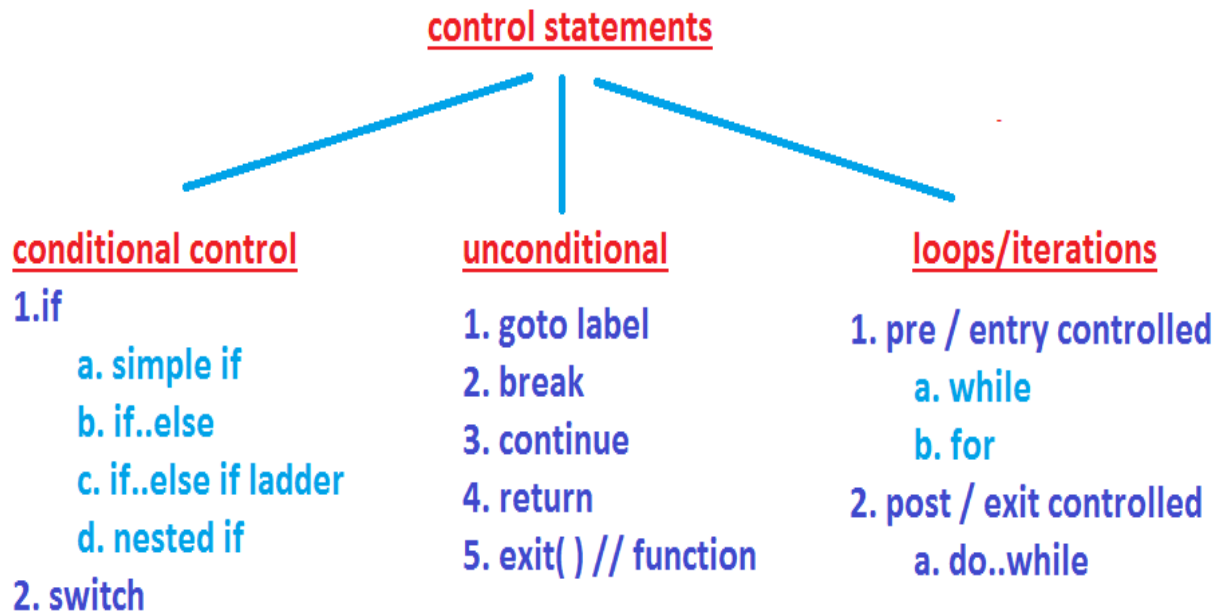 control statements
conditional control
1.if
a. simple if
b. if..else
c. if..else if ladder
d. nested if
2. switch
unconditional
1. goto label
2. break
3. continue
4. return
5. exit( ) // function
loops/iterations
1. pre / entry controlled
a. while
b. for
2. post / exit controlled
a. do..while